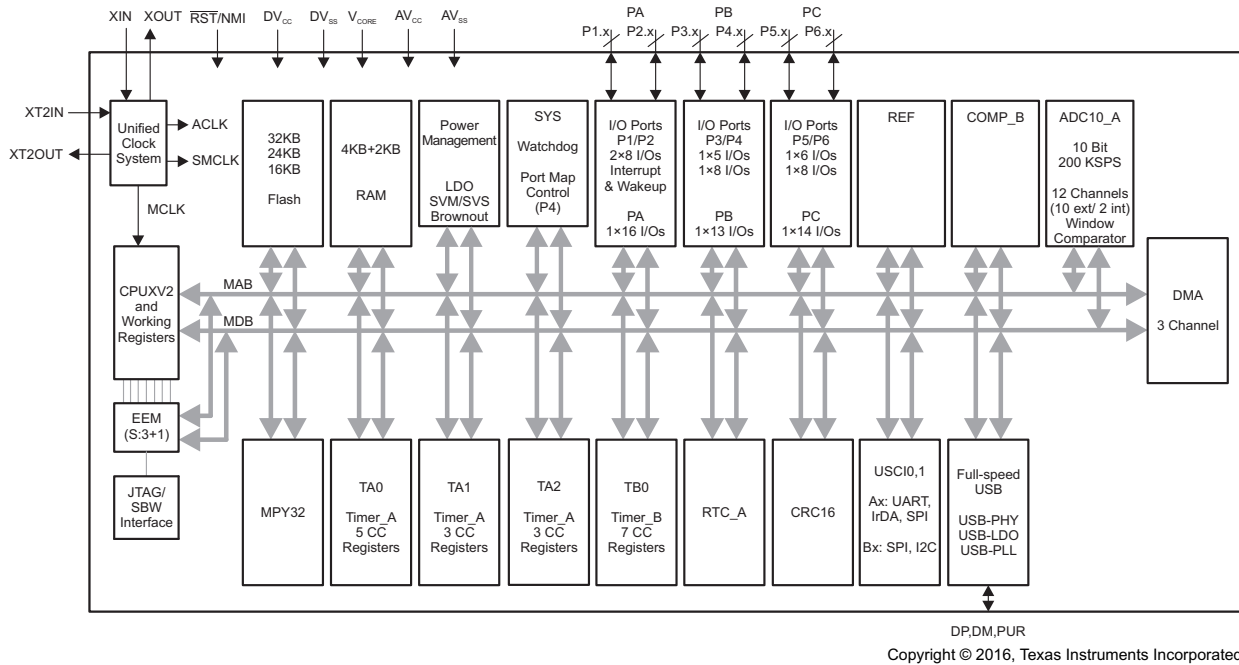 XIN
XOUT
RST/NMI
DVCC
DVSS
VCORE
AVCC
AVSS
PA
P1.x
P2.x
PB
P3.x
P4.x
PC
P5.x
P6.x
XT2IN
XT2OUT
Unified
Clock
System
ACLK
SMCLK
MCLK
32KB
24KB
16KB
Flash
4KB+2KB
RAM
Power
Management
LDO
SVM/SVS
Brownout
SYS
Watchdog
Port Map
Control
(P4)
I/O Ports
P1/P2
2×8 I/Os
Interrupt
& Wakeup
PA
1×16 I/Os
I/O Ports
P3/P4
1×5 I/Os
1×8 I/Os
PB
1×13 I/Os
I/O Ports
P5/P6
1×6 I/Os
1×8 I/Os
PC
1×14 I/Os
REF
COMP_B
ADC10_A
10 Bit
200 KSPS
12 Channels
(10 ext/ 2 int)
Window
Comparator
CPUXV2
and
Working
Registers
MAB
MDB
DMA
3 Channel
EEM
(S:3+1)
JTAG/
SBW
Interface
MPY32
TA0
Timer_A
5 CC
Registers
TA1
Timer_A
3 CC
Registers
TA2
Timer_A
3 CC
Registers
TB0
Timer_B
7 CC
Registers
RTC_A
CRC16
USCI0,1
Ax: UART,
IrDA, SPI
Bx: SPI, I2C
Full-speed
USB
USB-PHY
USB-LDO
USB-PLL
DP,DM,PUR
Copyright © 2016, Texas Instruments Incorporated